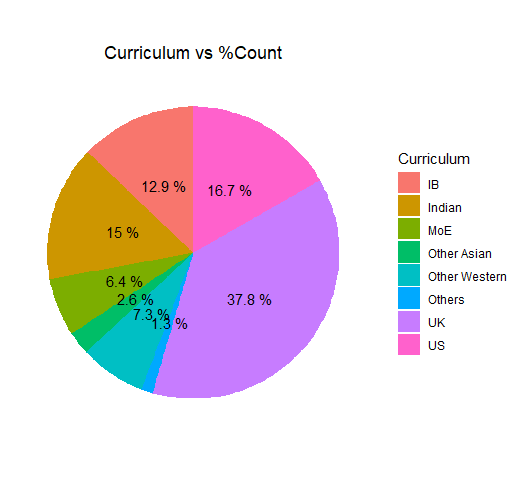 Curriculum vs %Count
12.9 %
16.7 %
15 %
6.4 %
2.6 %
7.3 %
1.3 %
37.8 %
Curriculum
IB
Indian
MoE
Other Asian
Other Western
Others
UK
US